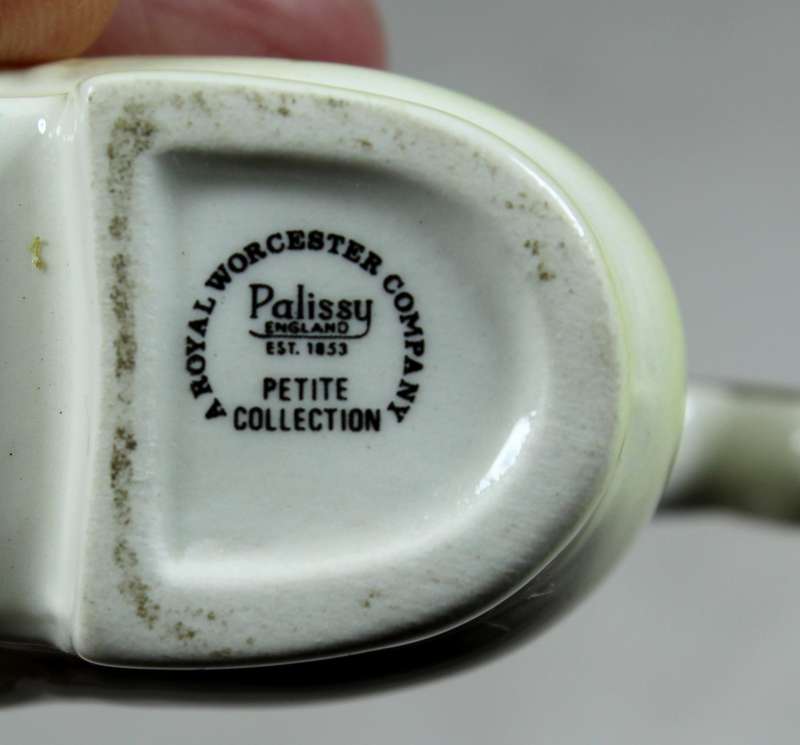 A ROYAL WORCESTER COMPANY
Palissy
ENGLAND
EST. 1853
PETITE
COLLECTION